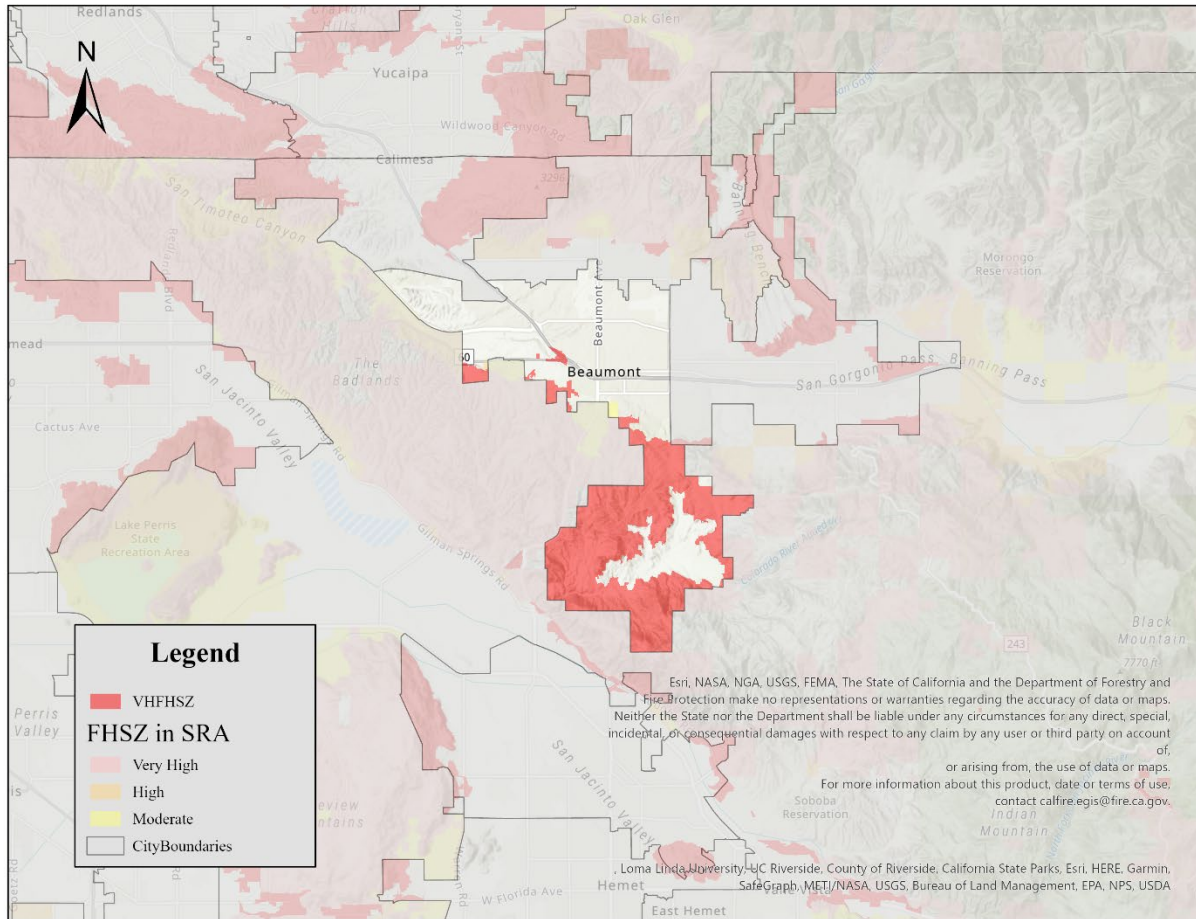 Redlands
Crafton
Hills
Oak Glen
N
Yucaipa
Wildwood Canyon Rd
Calimesa
San Timoteo Canyon
Banning Bench
Morongo
Reservation
Redlands Blvd
Beaumont Ave
mead
60
Beaumont
The
Badlands
San Gorgonio Pass
Banning Pass
San Jacinto Valley
Gilman Springs Rd
Cactus Ave
Lake Perris
State
Recreation Area
Gilman Springs Rd
Black
Mountain
243
7770 ft
Legend
VHFHSZ
FHSZ in SRA
Very High
High
Moderate
CityBoundaries
Perris
Valley
Esri, NASA, NGA, USGS, FEMA, The State of California and the Department of Forestry and
Fire Protection make no representations or warranties regarding the accuracy of data or maps.
Neither the State nor the Department shall be liable under any circumstances for any direct, special,
incidental, or consequential damages with respect to any claim by any user or third party on account
of,
or arising from, the use of data or maps.
For more information about this product, date or terms of use,
contact calfire.egis@fire.ca.gov.
San Jacinto Valley
Soboba
Reservation
Indian
Mountain
, Loma Linda University, UC Riverside, County of Riverside, California State Parks, Esri, HERE, Garmin,
SafeGraph, METI/NASA, USGS, Bureau of Land Management, EPA, NPS, USDA
Hemet
W Florida Ave
East Hemet